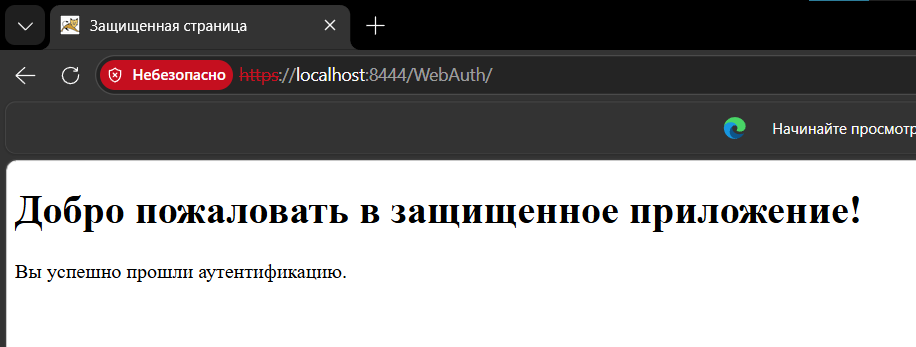 Защищенная страница
Небезопасно https://localhost:8444/WebAuth/
Начинайте просмотр
Добро пожаловать в защищенное приложение!
Вы успешно прошли аутентификацию.